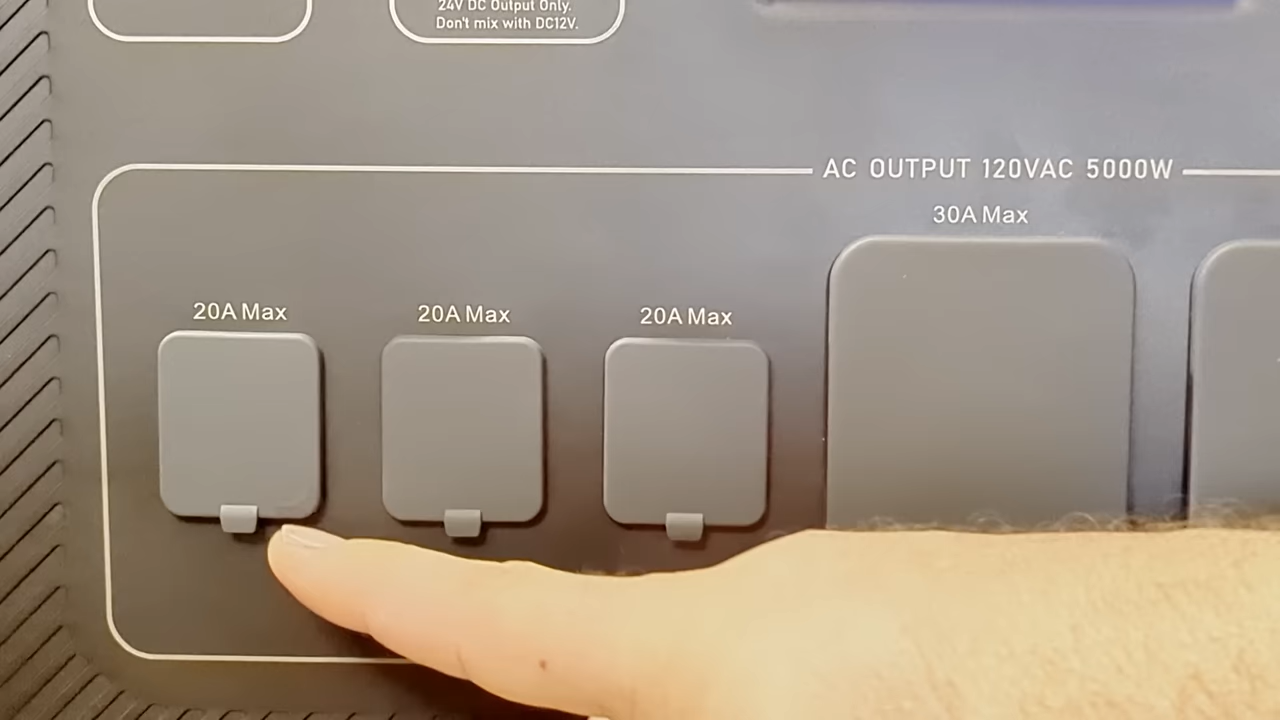 24V DC Output Only.
Don't mix with DC12V.
AC OUTPUT 120VAC 5000W
30A Max
20A Max
20A Max
20A Max